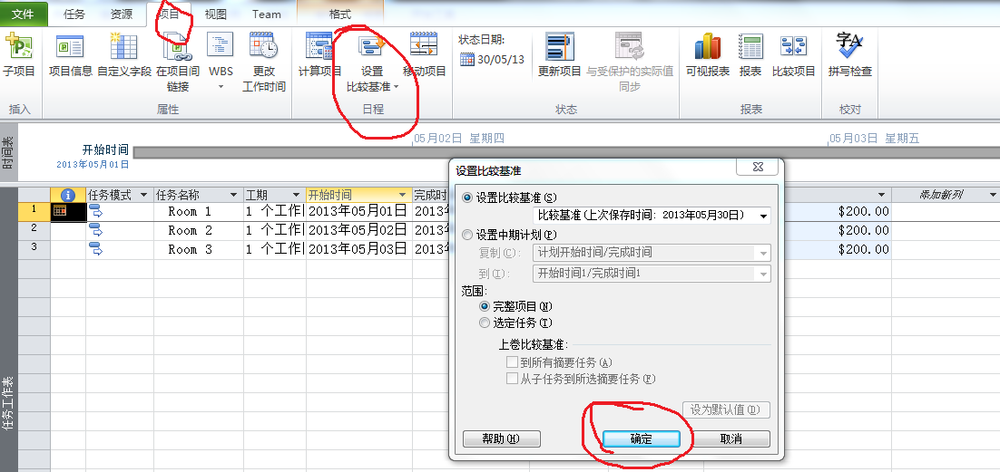 文件 任务 资源 项目 视图 Team 格式
子项目 项目信息 自定义字段 在项目间链接 WBS 更改工作时间 计算项目 设置比较基准 移动项目 状态日期: 30/05/13 更新项目 与受保护的实际值同步 可视报表 报表 比较项目 拼写检查
插入 属性 日程 状态 报表 校对
05月02日 星期四 05月03日 星期五
时间表
开始时间
2013年05月01日
任务模式 任务名称 工期 开始时间 完成时 添加新列
1 Room 1 1 个工作 2013年05月01日 2013 $200.00
2 Room 2 1 个工作 2013年05月02日 2013 $200.00
3 Room 3 1 个工作 2013年05月03日 2013 $200.00
任务工作表
设置比较基准
设置比较基准(S)
比较基准(上次保存时间: 2013年05月30日)
设置中期计划(P)
复制(C): 计划开始时间/完成时间
到(I): 开始时间1/完成时间1
范围:
完整项目(N)
选定任务(T)
上卷比较基准:
到所有摘要任务(A)
从子任务到所选摘要任务(F)
设为默认值(D)
帮助(H) 确定 取消